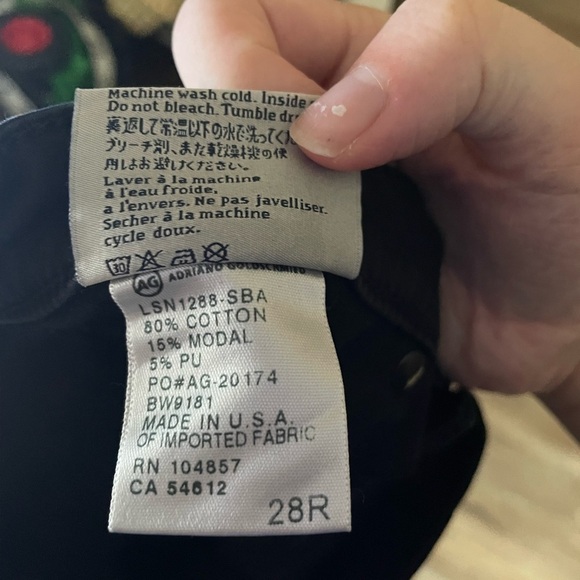 Machine wash cold. Inside
Do not bleach. Tumble dr
裏返して常温以下の水で洗ってく
ブリーチ剤、また乾燥機の使
用はお避けください。
Laver à la machine
à l'eau froide,
a l'envers. Ne pas javelliser.
Secher à la machine
cycle doux.
30
AG ADRIANO GOLDSCHMIED
LSN1288-SBA
80% COTTON
15% MODAL
5% PU
PO#AG-20174
BW9181
MADE IN U.S.A.
OF IMPORTED FABRIC
RN 104857
CA 54612
28R